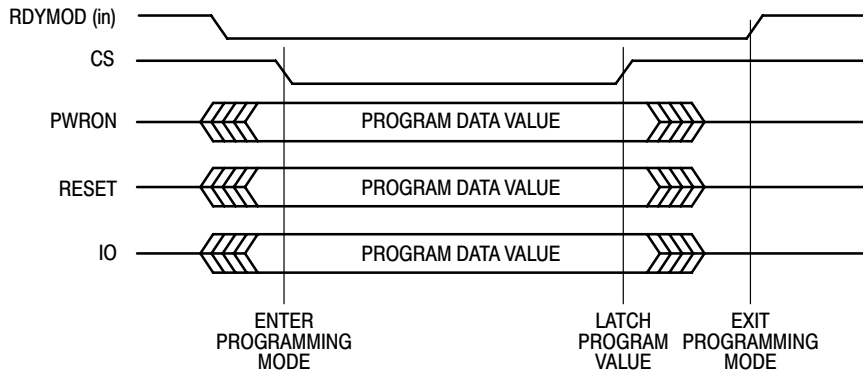 RDYMOD (in)
CS
PWRON
PROGRAM DATA VALUE
RESET
PROGRAM DATA VALUE
IO
PROGRAM DATA VALUE
ENTER
PROGRAMMING
MODE
LATCH
PROGRAM
VALUE
EXIT
PROGRAMMING
MODE